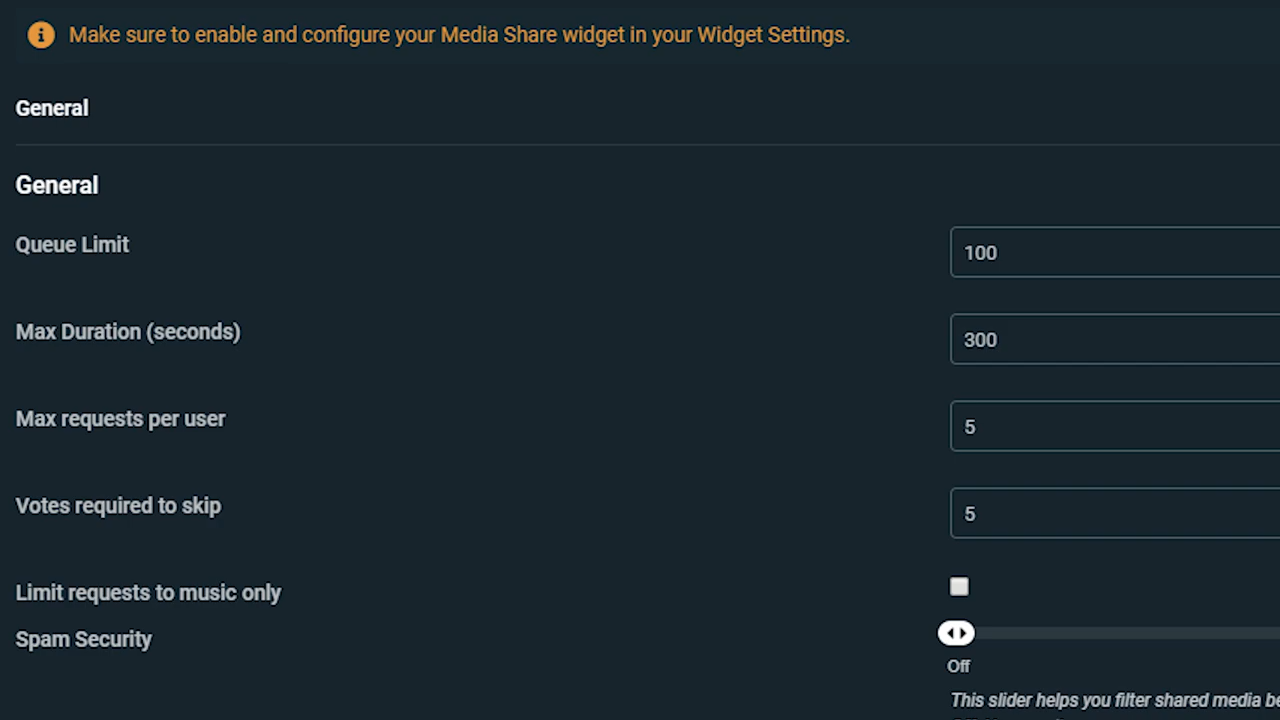 Make sure to enable and configure your Media Share widget in your Widget Settings.
General
General
Queue Limit
100
Max Duration (seconds)
300
Max requests per user
5
Votes required to skip
5
Limit requests to music only
Spam Security
Off
This slider helps you filter shared media